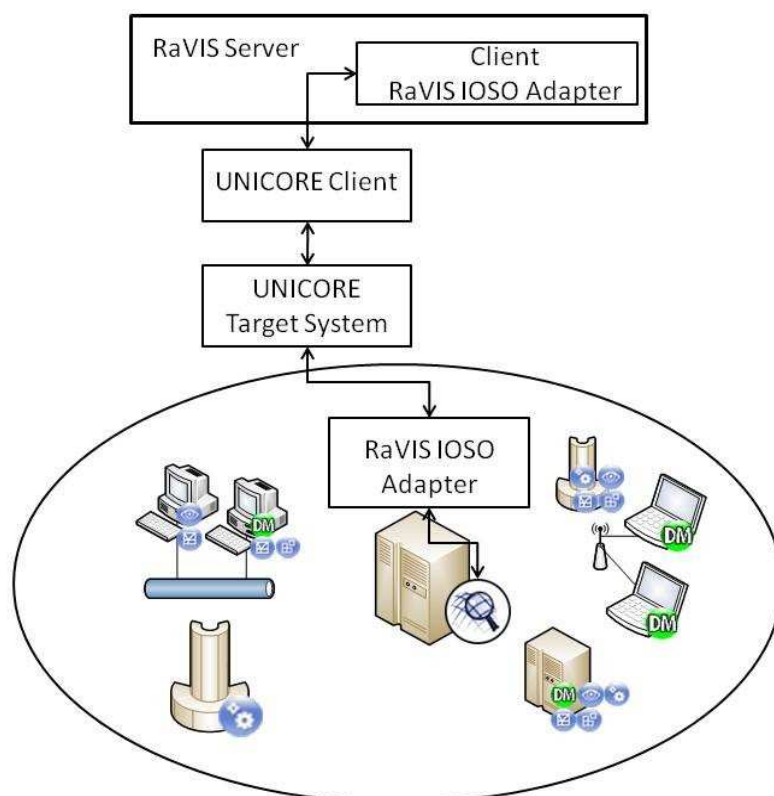 RaVIS Server
Client
RaVIS IOSO Adapter
UNICORE Client
UNICORE
Target System
RaVIS IOSO
Adapter
DM
DM
DM
DM